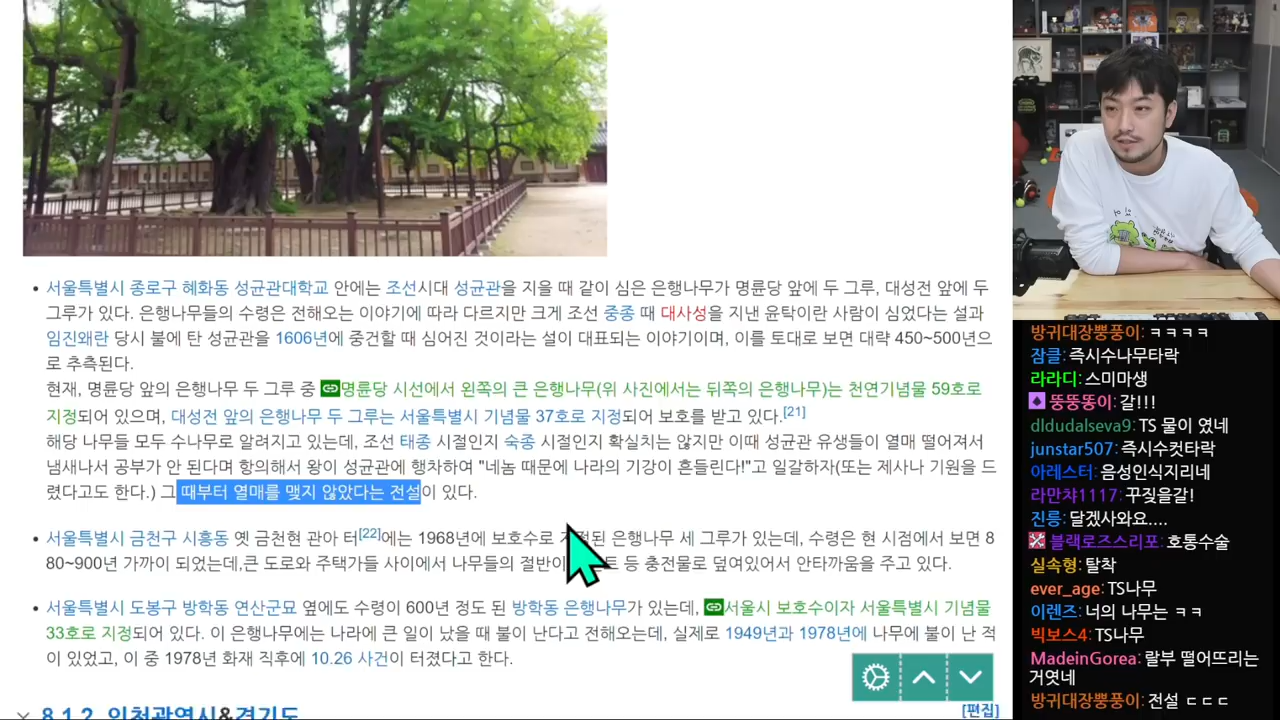 서울특별시 종로구 혜화동 성균관대학교 안에는 조선시대 성균관을 지을 때 같이 심은 은행나무가 명륜당 앞에 두 그루, 대성전 앞에 두
그루가 있다. 은행나무들의 수령은 전해오는 이야기에 따라 다르지만 크게 조선 중종 때 대사성을 지낸 윤탁이란 사람이 심었다는 설과
임진왜란 당시 불에 탄 성균관을 1606년에 중건할 때 심어진 것이라는 설이 대표되는 이야기이며, 이를 토대로 보면 대략 450~500년으
로 추측된다.
현재, 명륜당 앞의 은행나무 두 그루 중 명륜당 시선에서 왼쪽의 큰 은행나무(위 사진에서는 뒤쪽의 은행나무)는 천연기념물 59호로
지정되어 있으며, 대성전 앞의 은행나무 두 그루는 서울특별시 기념물 37호로 지정되어 보호를 받고 있다.[21]
해당 나무들 모두 수나무로 알려지고 있는데, 조선 태종 시절인지 숙종 시절인지 확실치는 않지만 이때 성균관 유생들이 열매 떨어져서
냄새나서 공부가 안 된다며 항의해서 왕이 성균관에 행차하여 "네놈 때문에 나라의 기강이 흔들린다!"고 일갈하자(또는 제사나 기원을 드
렸다고도 한다.) 그때부터 열매를 맺지 않았다는 전설이 있다.
서울특별시 금천구 시흥동 옛 금천현 관아 터[22]에는 1968년에 보호수로 된 은행나무 세 그루가 있는데, 수령은 현 시점에서 보면 8
80~900년 가까이 되었는데,큰 도로와 주택가들 사이에서 나무들의 절반이 등 충전물로 덮여있어서 안타까움을 주고 있다.
서울특별시 도봉구 방학동 연산군묘 옆에도 수령이 600년 정도 된 방학동 은행나무가 있는데, 서울시 보호수이자 서울특별시 기념물
33호로 지정되어 있다. 이 은행나무에는 나라에 큰 일이 났을 때 불이 난다고 전해오는데, 실제로 1949년과 1978년에 나무에 불이 난 적
이 있었고, 이 중 1978년 화재 직후에 10.26 사건이 터졌다고 한다.
8.1.2. 인천광역시&경기도
[편집]
방귀대장뿡풍이: ㅋㅋㅋㅋ
잠클: 즉시수나무타락
라라디: 스미마생
뚱뚱똥이: 갈!!!
dldudalseva9: TS 물이 였네
junstar507: 즉시수컷타락
아레스터: 음성인식지리네
라만챠1117: 꾸짖을갈!
진릉: 달겠사와요....
블랙로즈스리포: 호통수술
실속형: 탈착
ever_age: TS나무
이렌즈: 너의 나무는 ㅋㅋ
빅보스4: TS나무
MadeinGorea: 랄부 떨어뜨리는
거였네
방귀대장뿡풍이: 전설 ㄷㄷㄷ